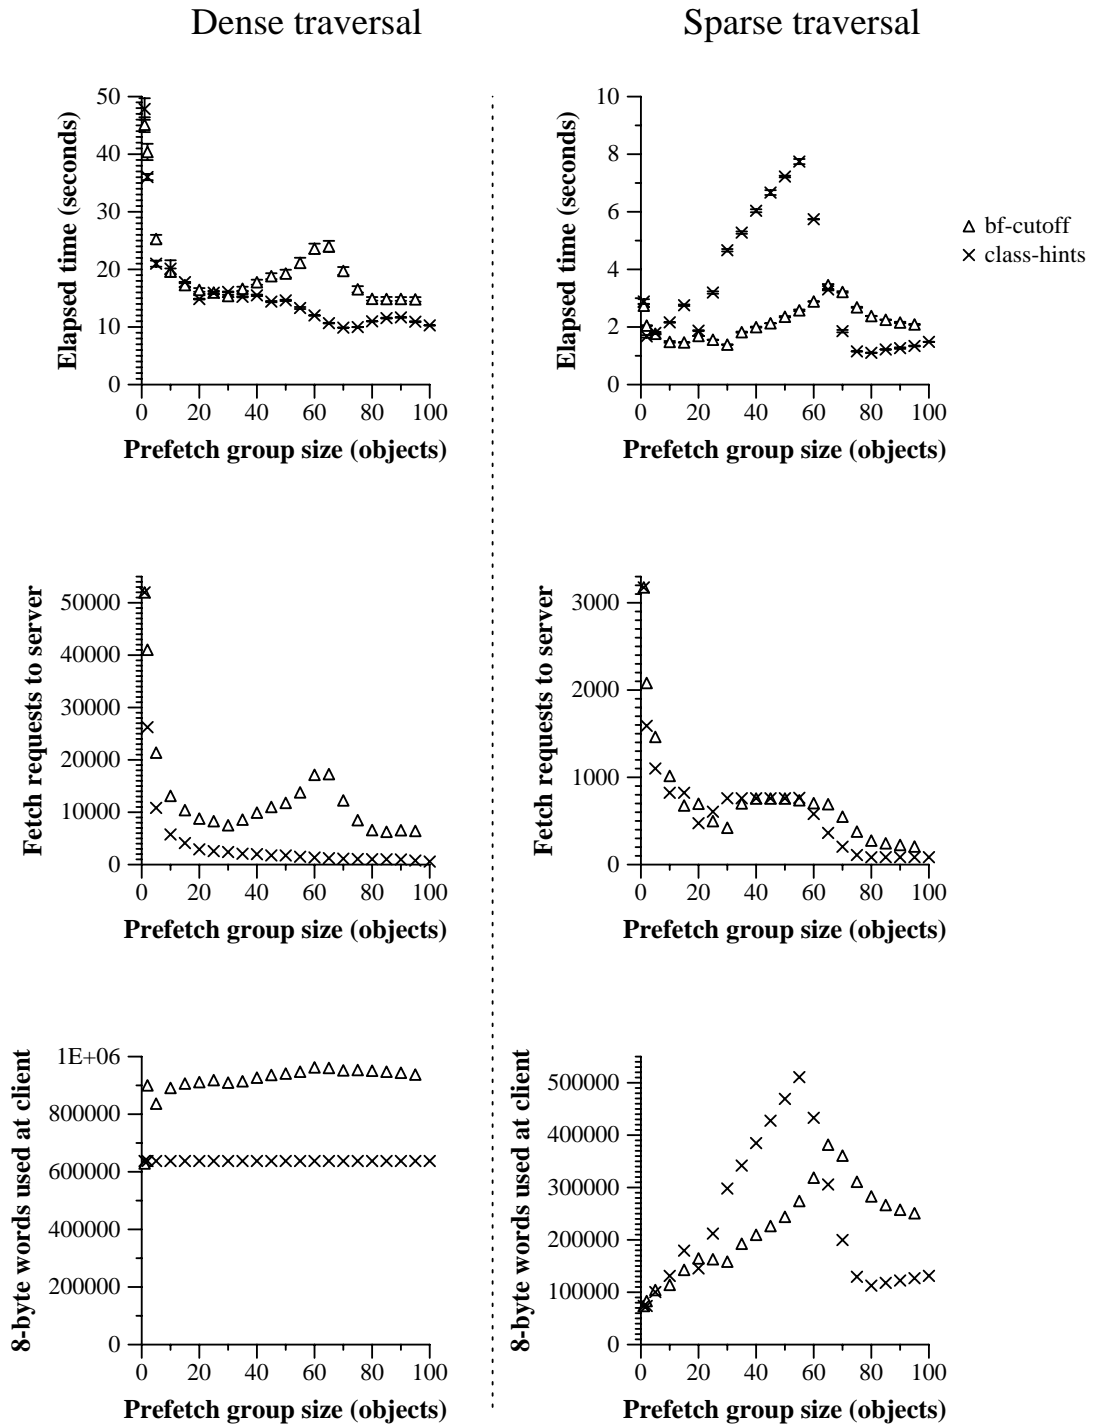 Dense traversal
Sparse traversal
Elapsed time (seconds)
50
40
30
20
10
0
0 20 40 60 80 100
Prefetch group size (objects)
Elapsed time (seconds)
10
8
6
4
2
0
0 20 40 60 80 100
Prefetch group size (objects)
bf-cutoff
class-hints
Fetch requests to server
50000
40000
30000
20000
10000
0
0 20 40 60 80 100
Prefetch group size (objects)
Fetch requests to server
3000
2000
1000
0
0 20 40 60 80 100
Prefetch group size (objects)
8-byte words used at client
1E+06
800000
600000
400000
200000
0
0 20 40 60 80 100
Prefetch group size (objects)
8-byte words used at client
500000
400000
300000
200000
100000
0
0 20 40 60 80 100
Prefetch group size (objects)